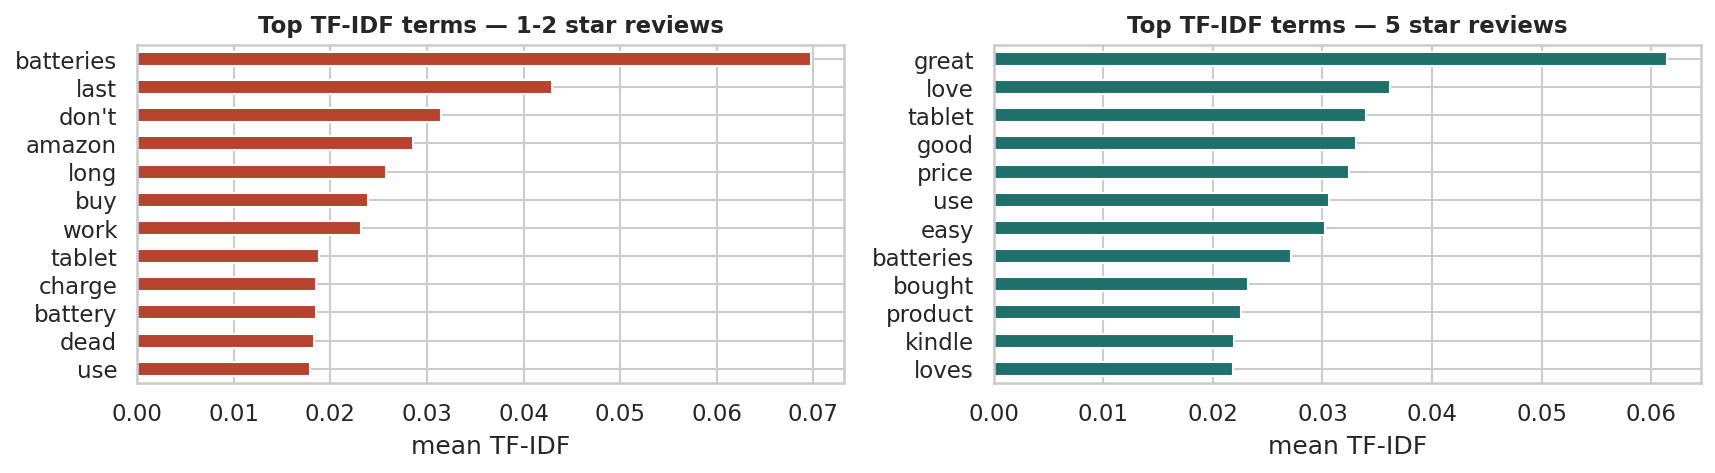 Top TF-IDF terms — 1-2 star reviews
batteries
last
don't
amazon
long
buy
work
tablet
charge
battery
dead
use
0.00 0.01 0.02 0.03 0.04 0.05 0.06 0.07
mean TF-IDF
Top TF-IDF terms — 5 star reviews
great
love
tablet
good
price
use
easy
batteries
bought
product
kindle
loves
0.00 0.01 0.02 0.03 0.04 0.05 0.06
mean TF-IDF